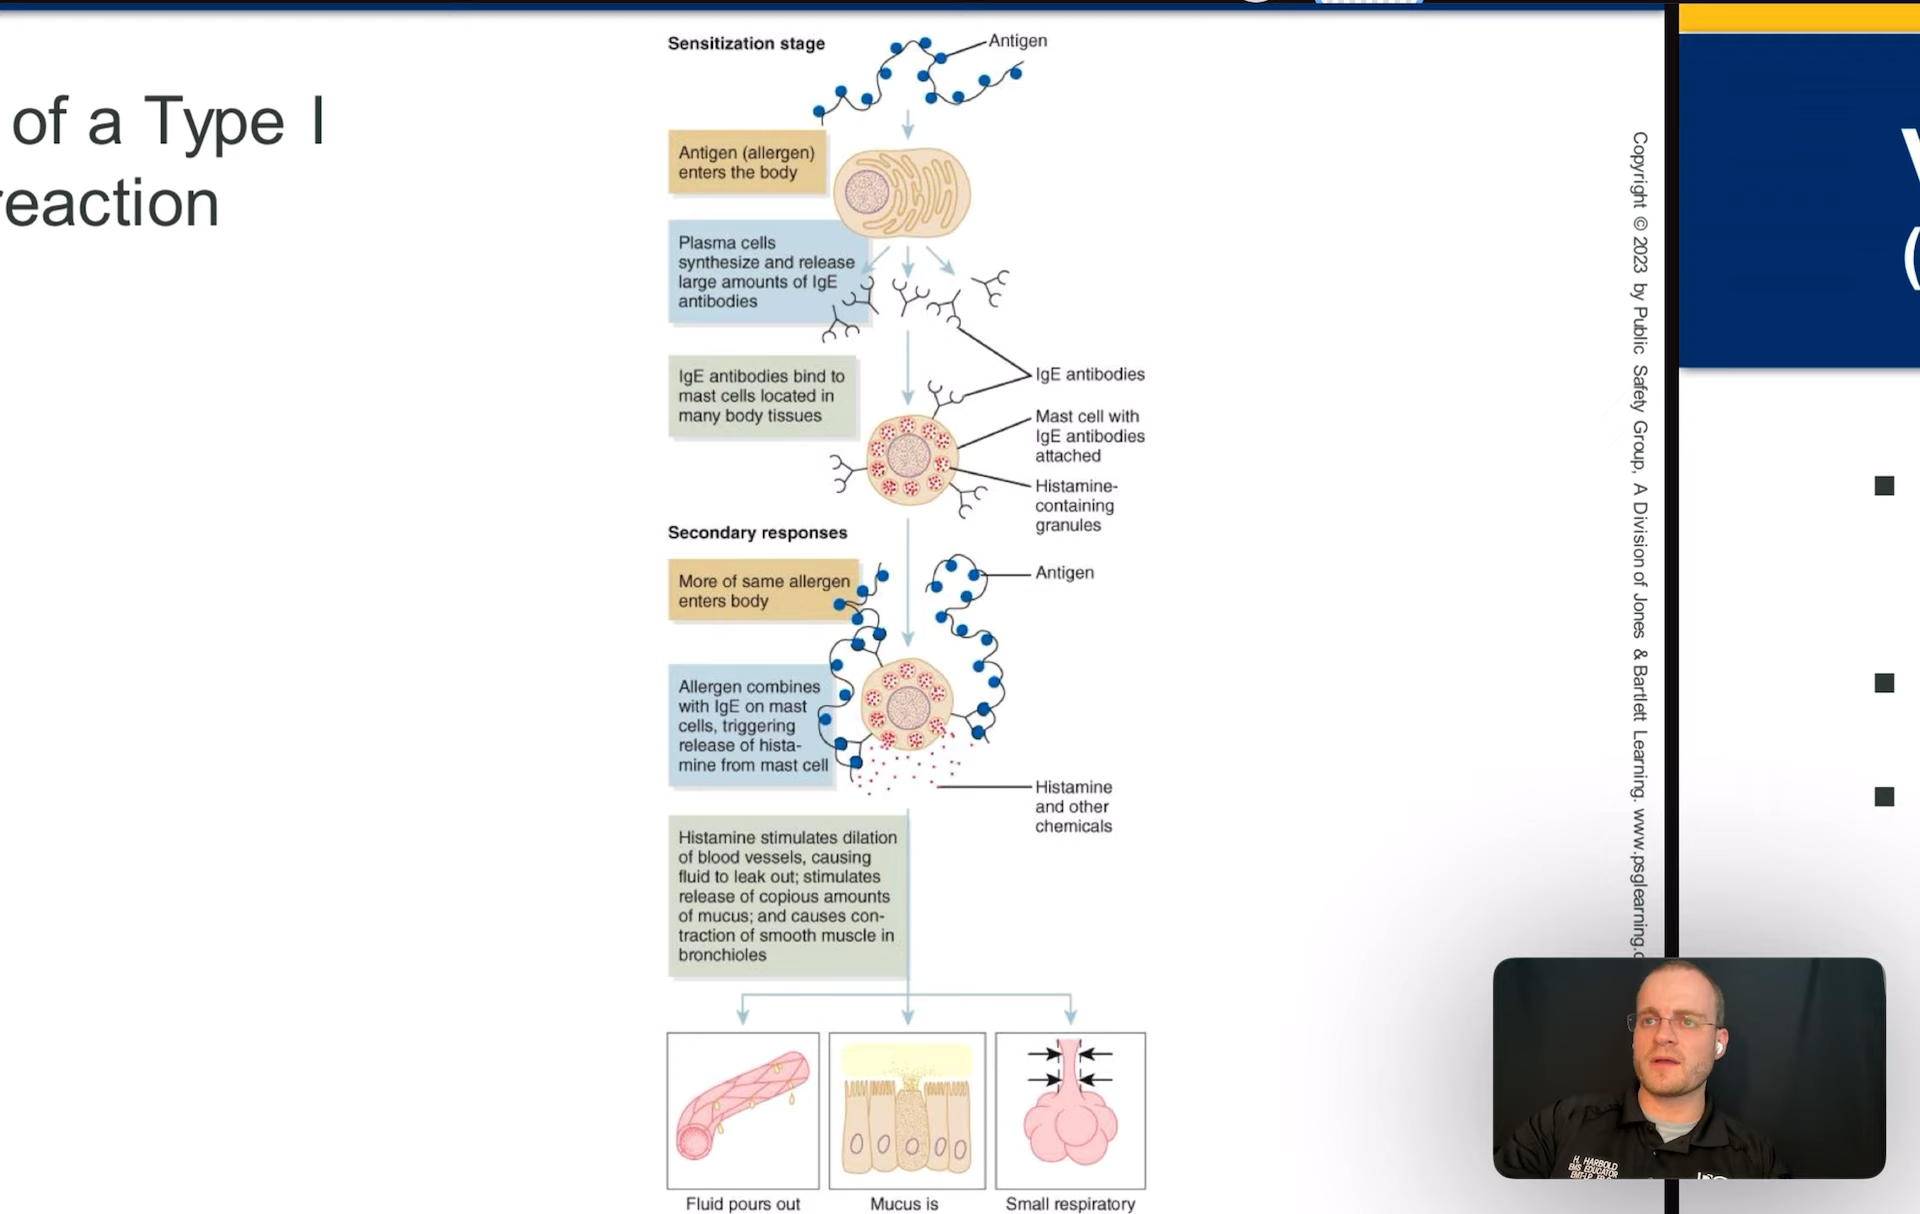 of a Type I
reaction
Sensitization stage
Antigen
Antigen (allergen)
enters the body
Plasma cells
synthesize and release
large amounts of IgE
antibodies
IgE antibodies bind to
mast cells located in
many body tissues
IgE antibodies
Mast cell with
IgE antibodies
attached
Histamine-
containing
granules
Secondary responses
More of same allergen
enters body
Antigen
Allergen combines
with IgE on mast
cells, triggering
release of hista-
mine from mast cell
Histamine
and other
chemicals
Histamine stimulates dilation
of blood vessels, causing
fluid to leak out; stimulates
release of copious amounts
of mucus; and causes con-
traction of smooth muscle in
bronchioles
Fluid pours out
Mucus is
Small respiratory
Copyright © 2023 by Public Safety Group, A Division of Jones & Bartlett Learning. www.psglearning.c
H. HARBOLD
EMS EDUCATOR